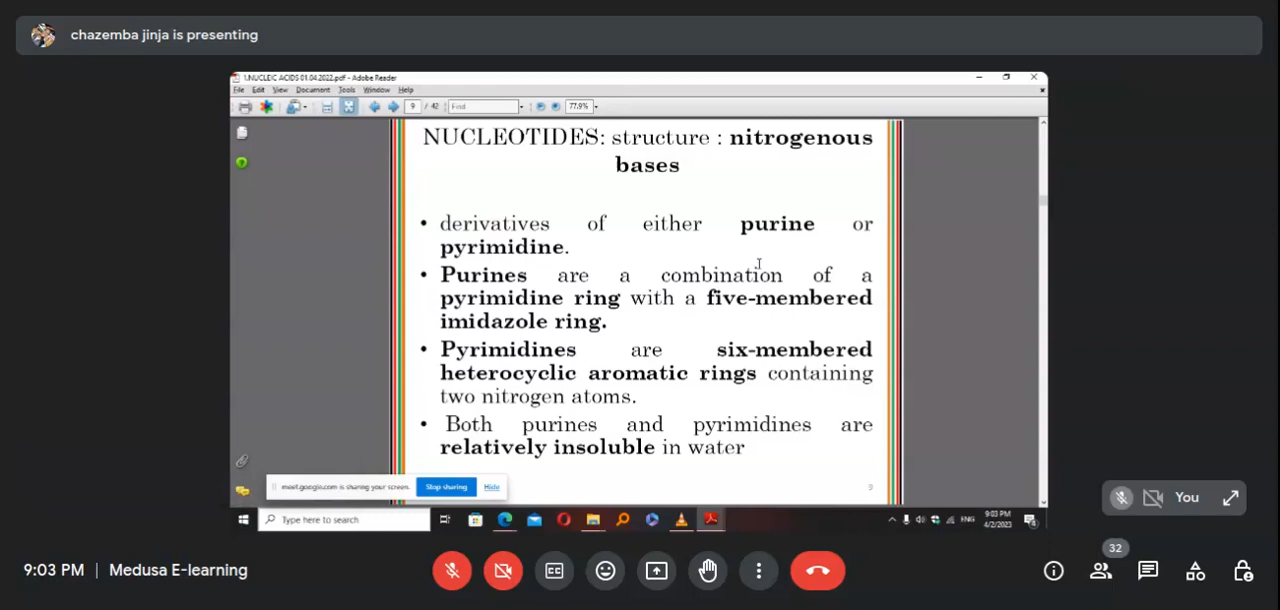 chazemba jinja is presenting
1.NUCLEIC ACIDS 01.04.2022.pdf - Adobe Reader
File Edit View Document Tools Window Help
9 / 42 Find 77.9%
NUCLEOTIDES: structure : nitrogenous
bases
• derivatives of either purine or
pyrimidine.
• Purines are a combination of a
pyrimidine ring with a five-membered
imidazole ring.
• Pyrimidines are six-membered
heterocyclic aromatic rings containing
two nitrogen atoms.
• Both purines and pyrimidines are
relatively insoluble in water
meet.google.com is sharing your screen. Stop sharing Hide
9
You
Type here to search
ENG
9:03 PM
4/2/2023
32
9:03 PM | Medusa E-learning